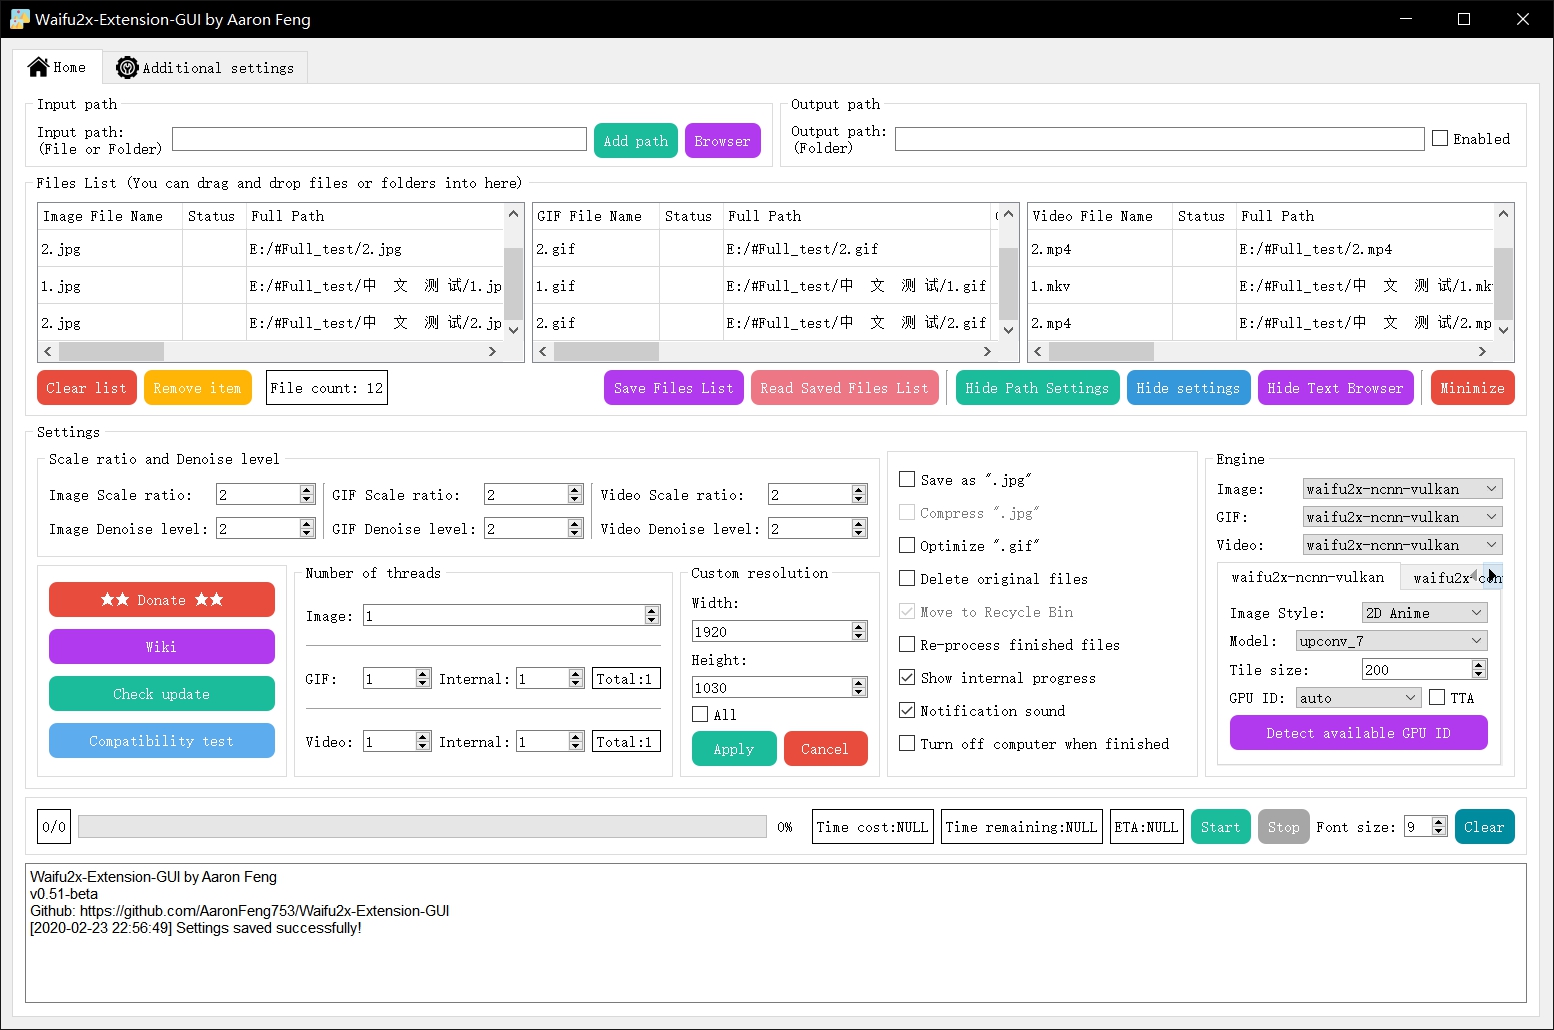 Waifu2x-Extension-GUI by Aaron Feng
Home
Additional settings
Input path
Input path:
(File or Folder)
Add path
Browser
Output path
Output path:
(Folder)
Enabled
Files List (You can drag and drop files or folders into here)
Image File Name Status Full Path
2.jpg E:/#Full_test/2.jpg
1.jpg E:/#Full_test/中 文 测 试/1.jp
2.jpg E:/#Full_test/中 文 测 试/2.jp
GIF File Name Status Full Path
2.gif E:/#Full_test/2.gif
1.gif E:/#Full_test/中 文 测 试/1.gif
2.gif E:/#Full_test/中 文 测 试/2.gif
Video File Name Status Full Path
2.mp4 E:/#Full_test/2.mp4
1.mkv E:/#Full_test/中 文 测 试/1.mk
2.mp4 E:/#Full_test/中 文 测 试/2.mp
Clear list
Remove item
File count: 12
Save Files List
Read Saved Files List
Hide Path Settings
Hide settings
Hide Text Browser
Minimize
Settings
Scale ratio and Denoise level
Image Scale ratio: 2
GIF Scale ratio: 2
Video Scale ratio: 2
Image Denoise level: 2
GIF Denoise level: 2
Video Denoise level: 2
★★ Donate ★★
Wiki
Check update
Compatibility test
Number of threads
Image: 1
GIF: 1 Internal: 1 Total:1
Video: 1 Internal: 1 Total:1
Custom resolution
Width:
1920
Height:
1030
All
Apply
Cancel
Save as ".jpg"
Compress ".jpg"
Optimize ".gif"
Delete original files
Move to Recycle Bin
Re-process finished files
Show internal progress
Notification sound
Turn off computer when finished
Engine
Image: waifu2x-ncnn-vulkan
GIF: waifu2x-ncnn-vulkan
Video: waifu2x-ncnn-vulkan
waifu2x-ncnn-vulkan
waifu2x-con
Image Style: 2D Anime
Model: upconv_7
Tile size: 200
GPU ID: auto TTA
Detect available GPU ID
0/0
0%
Time cost:NULL
Time remaining:NULL
ETA:NULL
Start
Stop
Font size: 9
Clear
Waifu2x-Extension-GUI by Aaron Feng
v0.51-beta
Github: https://github.com/AaronFeng753/Waifu2x-Extension-GUI
[2020-02-23 22:56:49] Settings saved successfully!